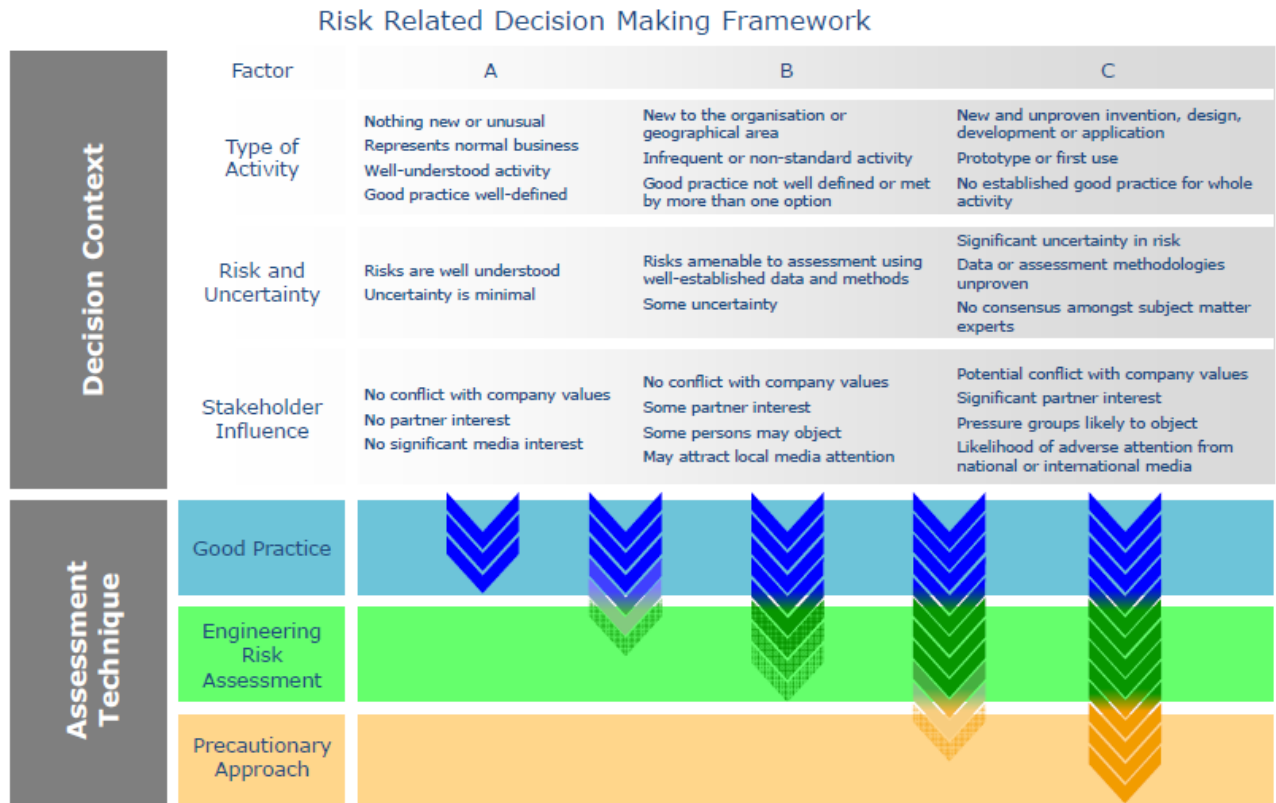 Risk Related Decision Making Framework
Decision Context
Factor
A
B
C
Type of
Activity
Nothing new or unusual
Represents normal business
Well-understood activity
Good practice well-defined
New to the organisation or
geographical area
Infrequent or non-standard activity
Good practice not well defined or met
by more than one option
New and unproven invention, design,
development or application
Prototype or first use
No established good practice for whole
activity
Risk and
Uncertainty
Risks are well understood
Uncertainty is minimal
Risks amenable to assessment using
well-established data and methods
Some uncertainty
Significant uncertainty in risk
Data or assessment methodologies
unproven
No consensus amongst subject matter
experts
Stakeholder
Influence
No conflict with company values
No partner interest
No significant media interest
No conflict with company values
Some partner interest
Some persons may object
May attract local media attention
Potential conflict with company values
Significant partner interest
Pressure groups likely to object
Likelihood of adverse attention from
national or international media
Assessment
Technique
Good Practice
Engineering
Risk
Assessment
Precautionary
Approach